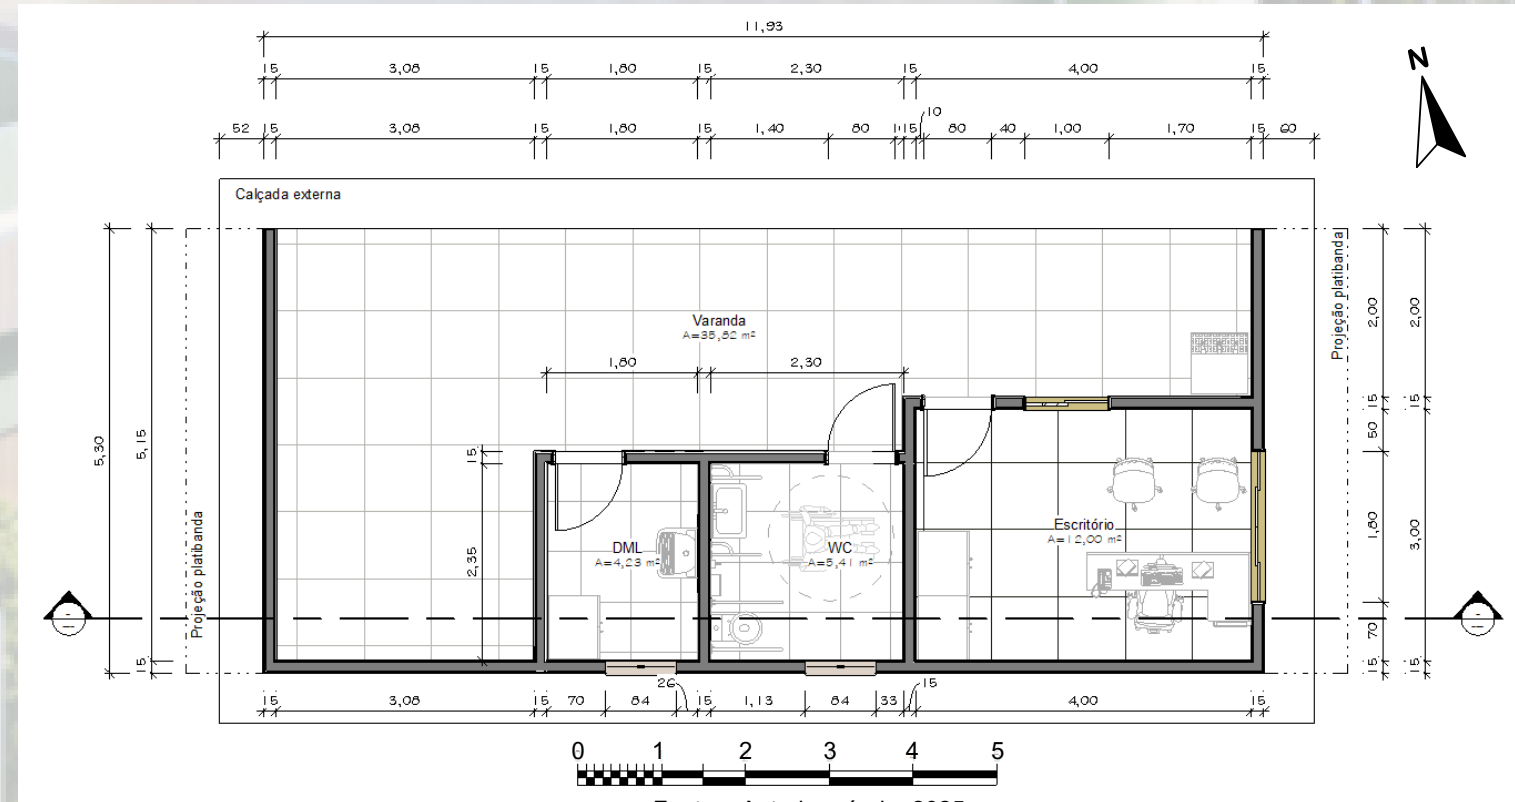 11,93
15 3,08 15 1,80 15 2,30 15 4,00 15
N
10
52 15 3,08 15 1,80 15 1,40 80 15 80 40 1,00 1,70 15 60
Calçada externa
Projeção platibanda
2,00 2,00
Varanda
A=35,82 m²
1,80 2,30
15 15
50
5,30 5,15
15
Projeção platibanda
2,35
DML
A=4,23 m²
WC
A=5,41 m²
Escritório
A=12,00 m²
1,80 3,00
70
15 15 15
26 15
15 3,08 15 70 84 15 1,13 84 33 4,00 15
0 1 2 3 4 5